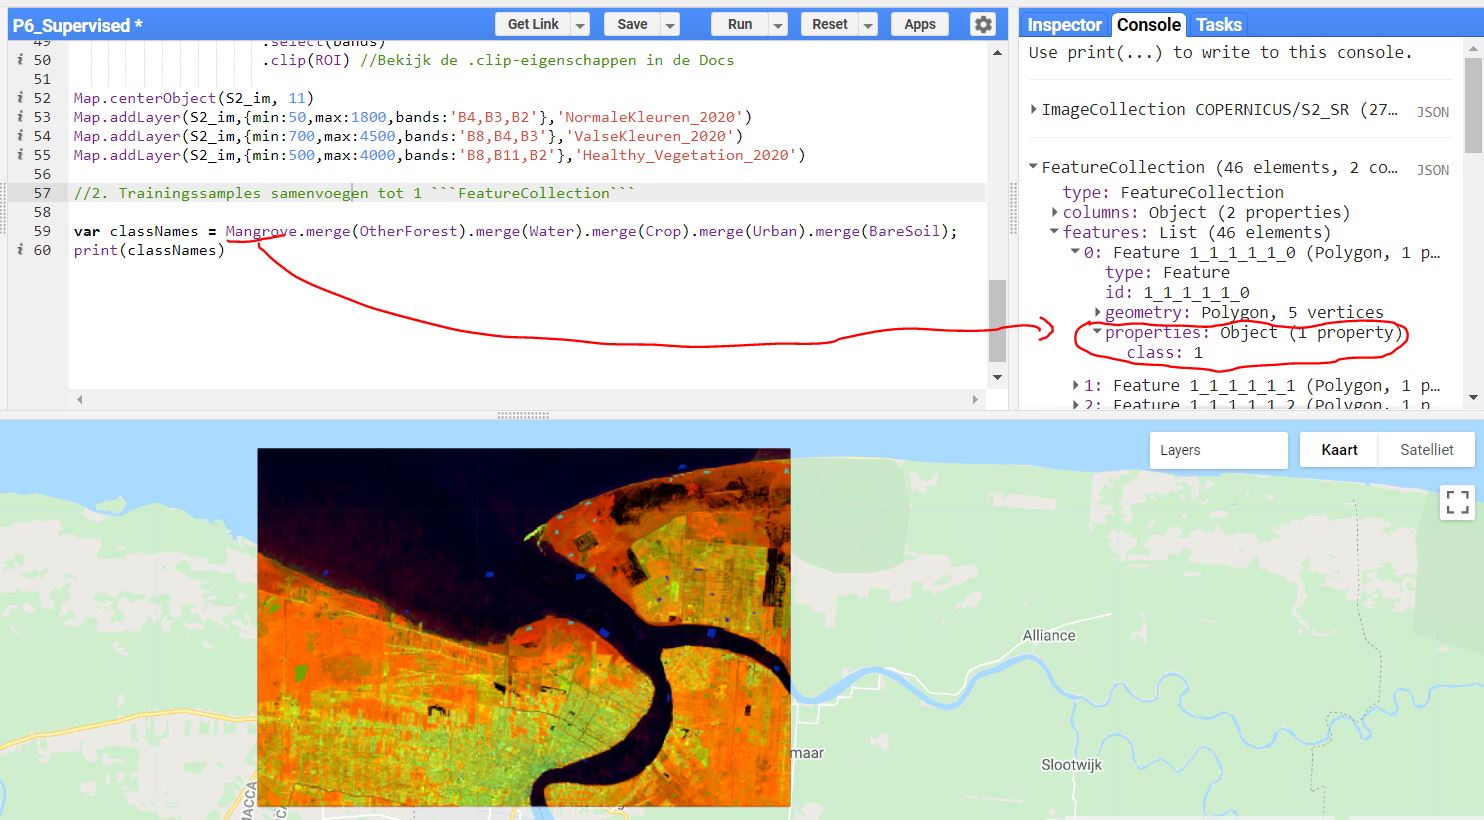 P6_Supervised *
Get Link
Save
Run
Reset
Apps
49 .select(bands)
50 .clip(ROI) //Bekijk de .clip-eigenschappen in de Docs
51
52 Map.centerObject(S2_im, 11)
53 Map.addLayer(S2_im,{min:50,max:1800,bands:'B4,B3,B2'},'NormaleKleuren_2020')
54 Map.addLayer(S2_im,{min:700,max:4500,bands:'B8,B4,B3'},'ValseKleuren_2020')
55 Map.addLayer(S2_im,{min:500,max:4000,bands:'B8,B11,B2'},'Healthy_Vegetation_2020')
56
57 //2. Trainingssamples samenvoegen tot 1 ```FeatureCollection```
58
59 var classNames = Mangrove.merge(OtherForest).merge(Water).merge(Crop).merge(Urban).merge(BareSoil);
60 print(classNames)
Inspector
Console
Tasks
Use print(...) to write to this console.
ImageCollection COPERNICUS/S2_SR (27… JSON
FeatureCollection (46 elements, 2 co… JSON
type: FeatureCollection
columns: Object (2 properties)
features: List (46 elements)
0: Feature 1_1_1_1_1_0 (Polygon, 1 p…
type: Feature
id: 1_1_1_1_1_0
geometry: Polygon, 5 vertices
properties: Object (1 property)
class: 1
1: Feature 1_1_1_1_1_1 (Polygon, 1 p…
2: Feature 1_1_1_1_1_2 (Polygon, 1 p
Layers
Kaart
Satelliet
Alliance
maar
Slootwijk
MACCA